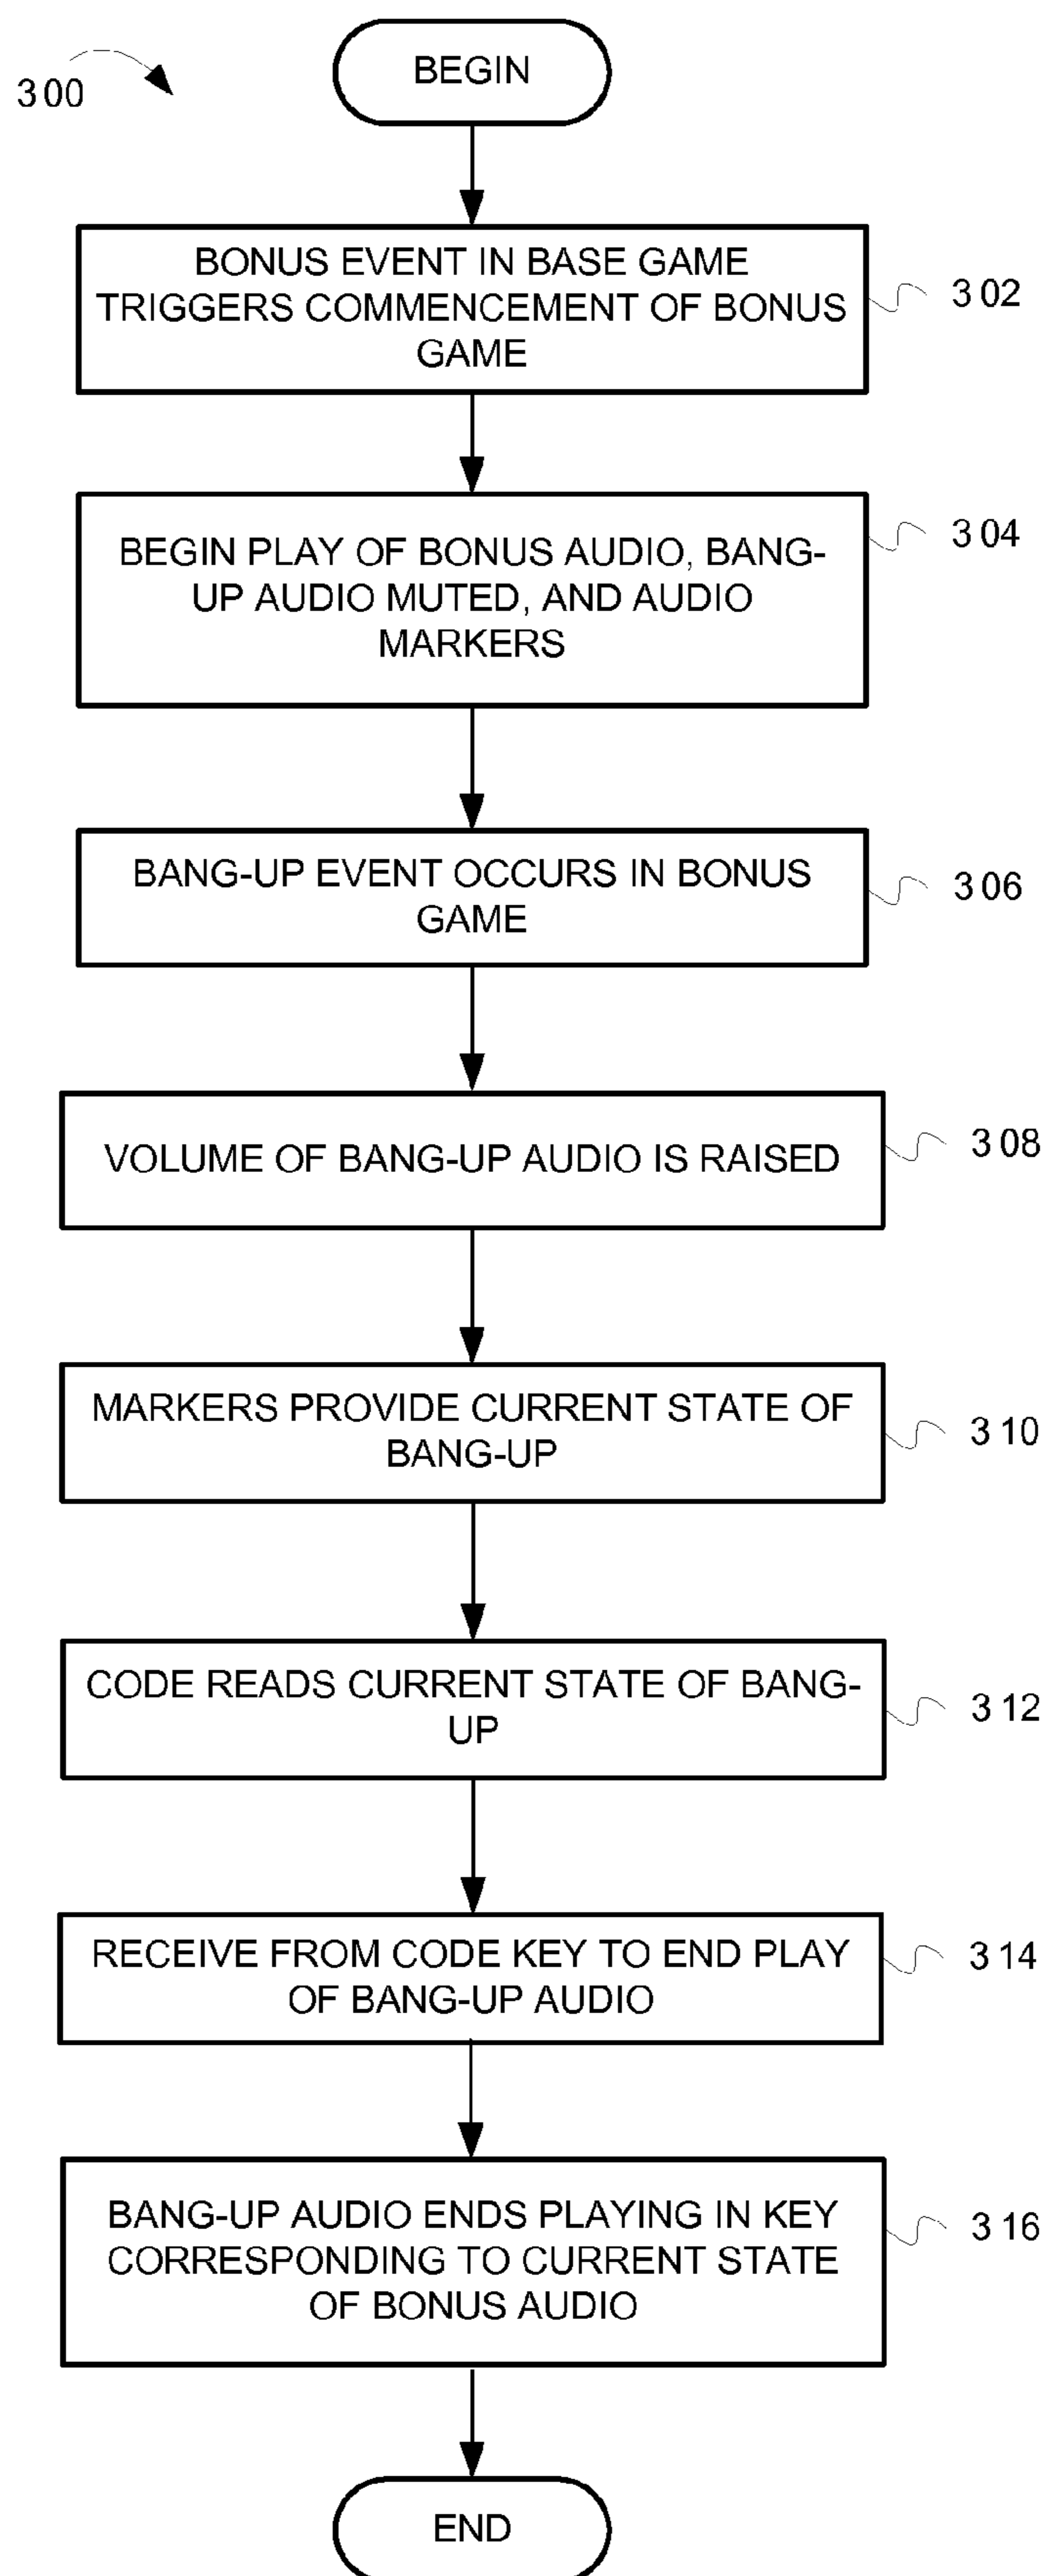 300
BEGIN
BONUS EVENT IN BASE GAME
TRIGGERS COMMENCEMENT OF BONUS
GAME
302
BEGIN PLAY OF BONUS AUDIO, BANG-
UP AUDIO MUTED, AND AUDIO
MARKERS
304
BANG-UP EVENT OCCURS IN BONUS
GAME
306
VOLUME OF BANG-UP AUDIO IS RAISED
308
MARKERS PROVIDE CURRENT STATE OF
BANG-UP
310
CODE READS CURRENT STATE OF BANG-
UP
312
RECEIVE FROM CODE KEY TO END PLAY
OF BANG-UP AUDIO
314
BANG-UP AUDIO ENDS PLAYING IN KEY
CORRESPONDING TO CURRENT STATE
OF BONUS AUDIO
316
END